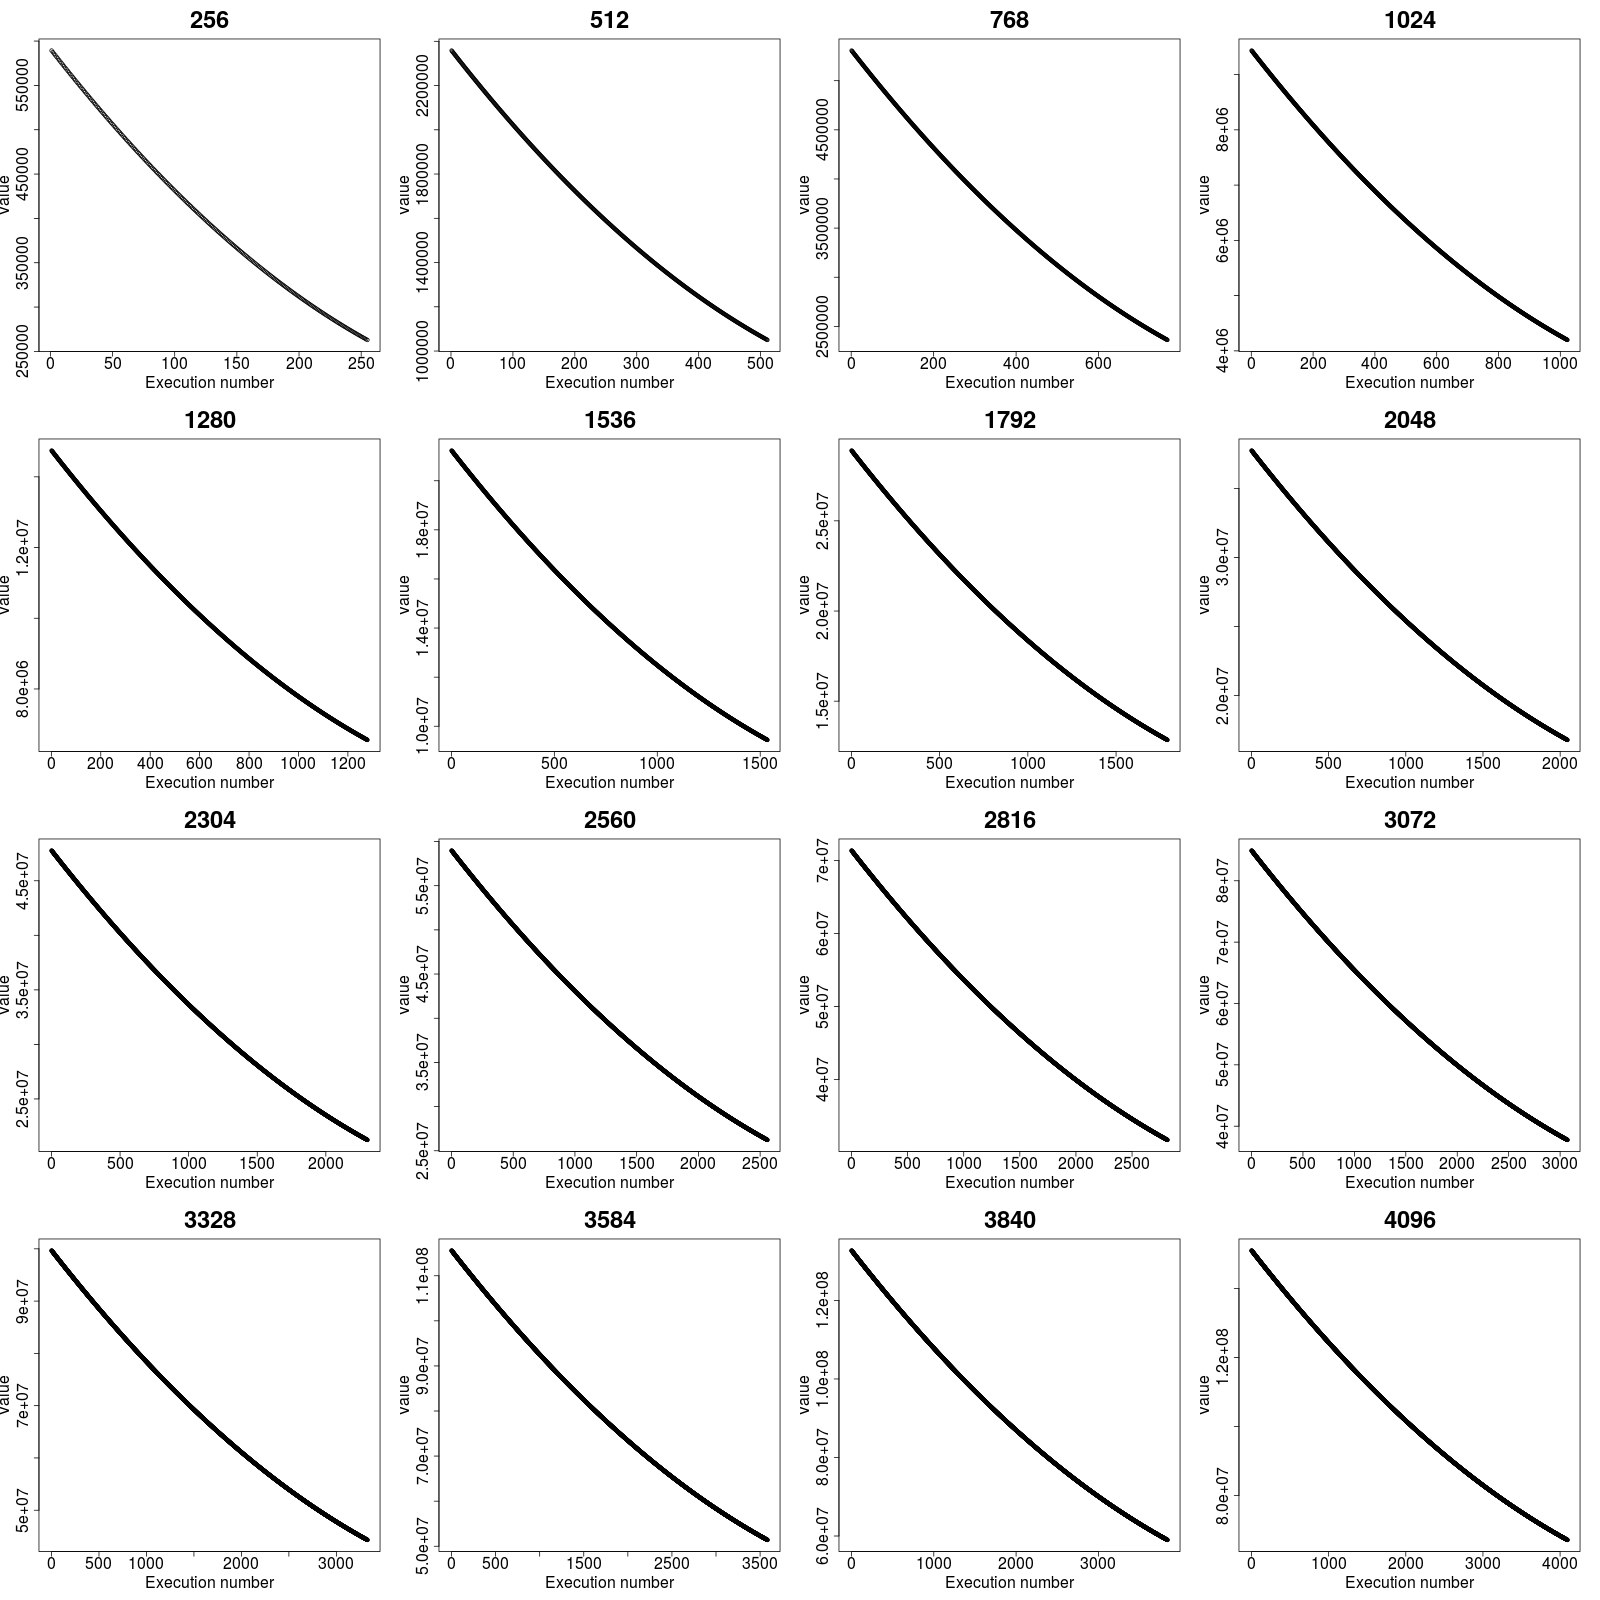 256
550000
450000
350000
250000
value
0 50 100 150 200 250
Execution number
512
2200000
1800000
1400000
1000000
value
0 100 200 300 400 500
Execution number
768
4500000
3500000
2500000
value
0 200 400 600
Execution number
1024
8e+06
6e+06
4e+06
value
0 200 400 600 800 1000
Execution number
1280
1.2e+07
8.0e+06
value
0 200 400 600 800 1000 1200
Execution number
1536
1.8e+07
1.4e+07
1.0e+07
value
0 500 1000 1500
Execution number
1792
2.5e+07
2.0e+07
1.5e+07
value
0 500 1000 1500
Execution number
2048
3.0e+07
2.0e+07
value
0 500 1000 1500 2000
Execution number
2304
4.5e+07
3.5e+07
2.5e+07
value
0 500 1000 1500 2000
Execution number
2560
5.5e+07
4.5e+07
3.5e+07
2.5e+07
value
0 500 1000 1500 2000 2500
Execution number
2816
7e+07
6e+07
5e+07
4e+07
value
0 500 1000 1500 2000 2500
Execution number
3072
8e+07
7e+07
6e+07
5e+07
4e+07
value
0 500 1000 1500 2000 2500 3000
Execution number
3328
9e+07
7e+07
5e+07
value
0 500 1000 2000 3000
Execution number
3584
1.1e+08
9.0e+07
7.0e+07
5.0e+07
value
0 500 1500 2500 3500
Execution number
3840
1.2e+08
1.0e+08
8.0e+07
6.0e+07
value
0 1000 2000 3000
Execution number
4096
1.2e+08
8.0e+07
value
0 1000 2000 3000 4000
Execution number